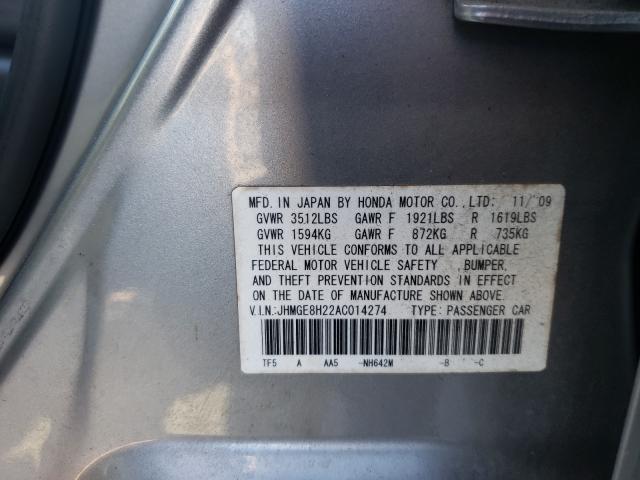 MFD. IN JAPAN BY HONDA MOTOR CO., LTD: 11/'09
GVWR 3512LBS GAWR F 1921LBS R 1619LBS
GVWR 1594KG GAWR F 872KG R 735KG
THIS VEHICLE CONFORMS TO ALL APPLICABLE
FEDERAL MOTOR VEHICLE SAFETY ,BUMPER,
AND THEFT PREVENTION STANDARDS IN EFFECT
ON THE DATE OF MANUFACTURE SHOWN ABOVE.
V.I.N:JHMGE8H22AC014274 TYPE: PASSENGER CAR
TF5 A AA5 -NH642M -B -C